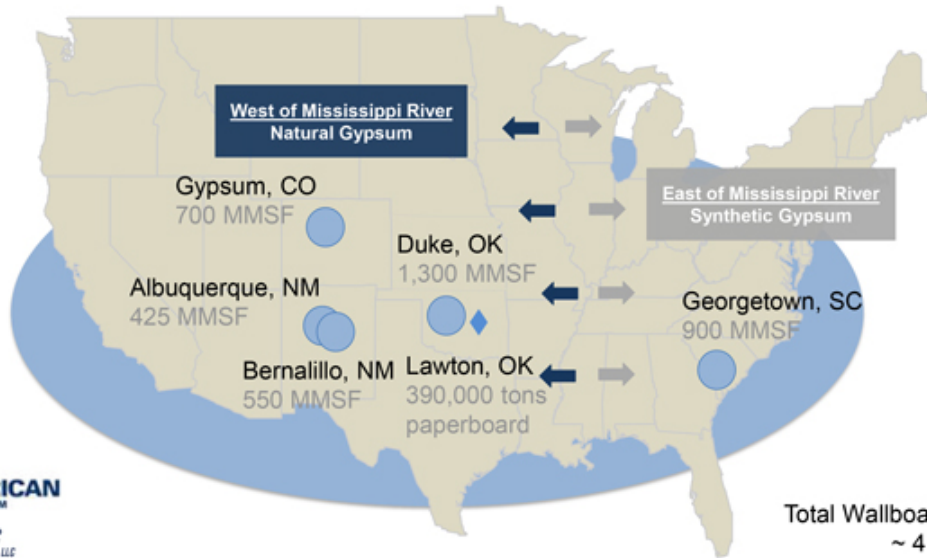 West of Mississippi River
Natural Gypsum
East of Mississippi River
Synthetic Gypsum
Gypsum, CO
700 MMSF
Duke, OK
1,300 MMSF
Albuquerque, NM
425 MMSF
Georgetown, SC
900 MMSF
Bernalillo, NM
550 MMSF
Lawton, OK
390,000 tons
paperboard
Total
~ 4
LLC